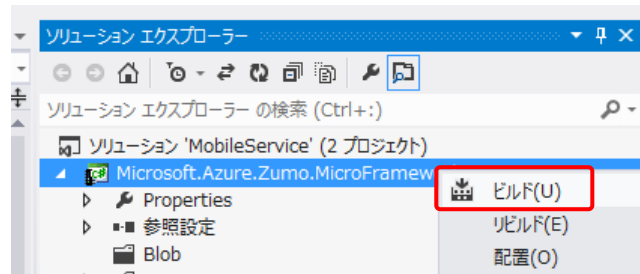 ソリューション エクスプローラー
ソリューション エクスプローラー の検索 (Ctrl+:)
ソリューション 'MobileService' (2 プロジェクト)
C# Microsoft.Azure.Zumo.MicroFramew
ビルド(U)
Properties
リビルド(E)
参照設定
Blob
配置(O)